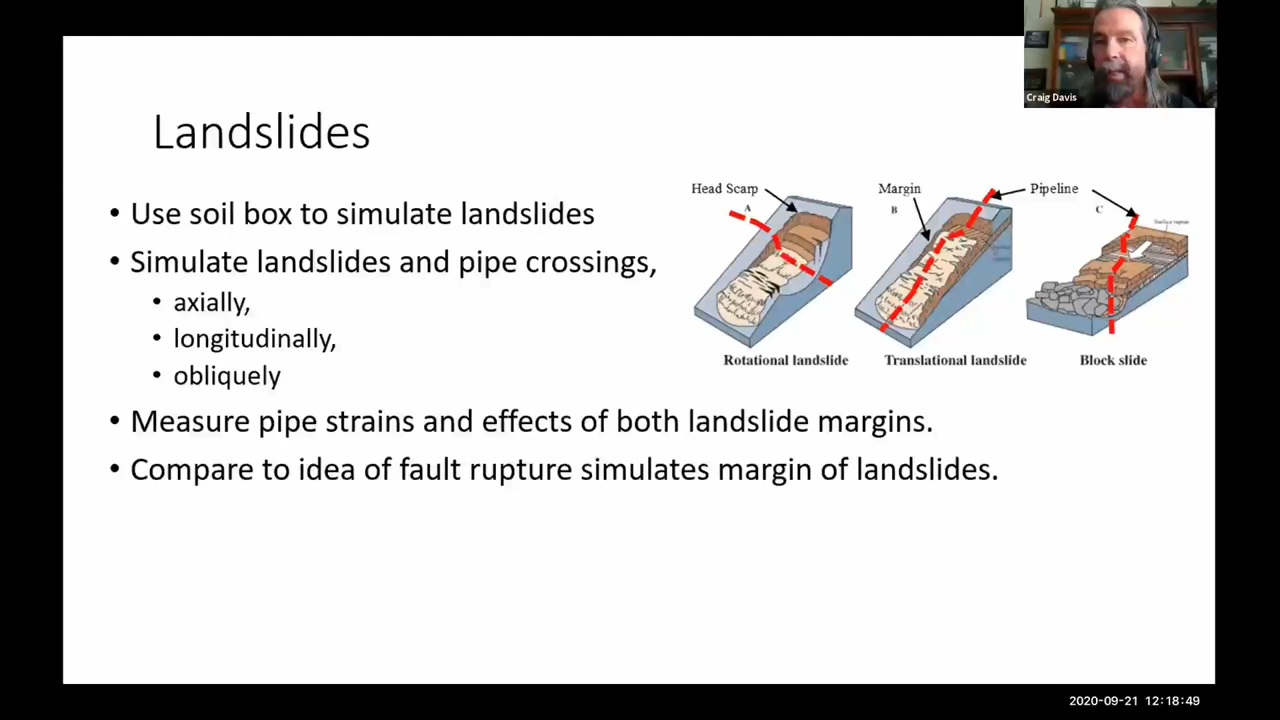 Craig Davis
Landslides
• Use soil box to simulate landslides
• Simulate landslides and pipe crossings,
• axially,
• longitudinally,
• obliquely
• Measure pipe strains and effects of both landslide margins.
• Compare to idea of fault rupture simulates margin of landslides.
Head Scarp
Margin
Pipeline
A
B
C
Surface rupture
Rotational landslide
Translational landslide
Block slide
2020-09-21 12:18:49